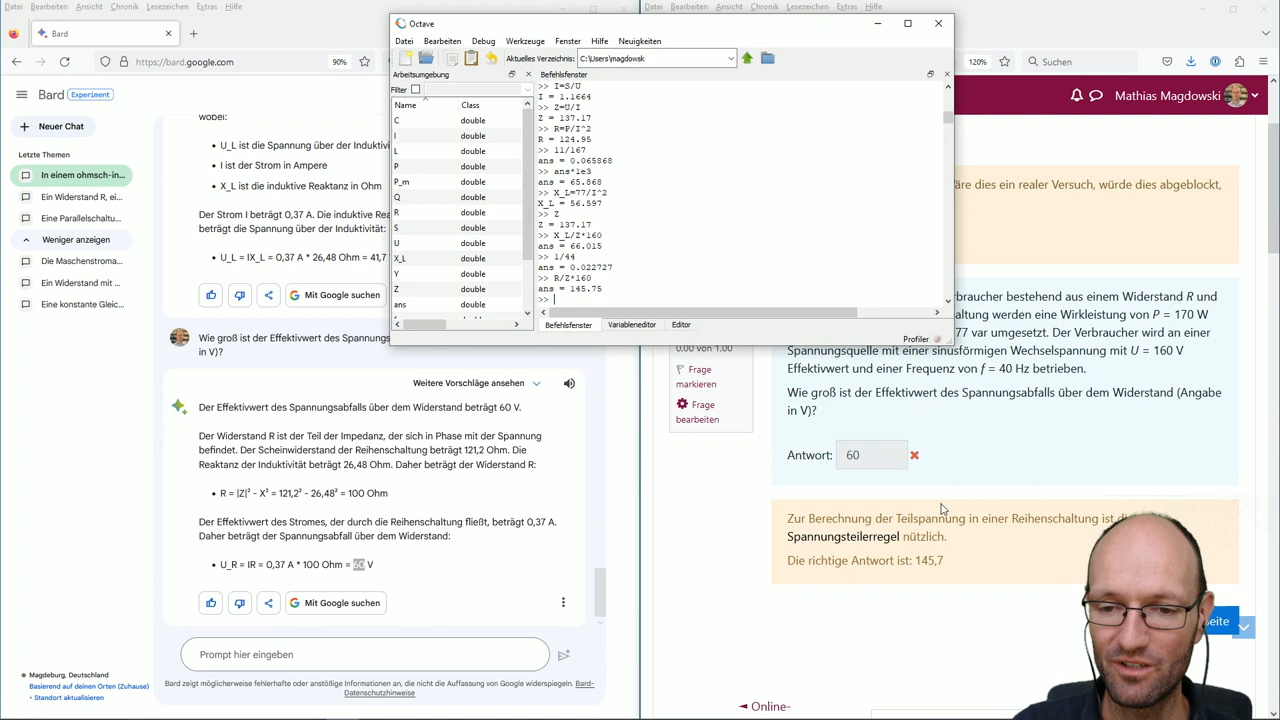 Datei Bearbeiten Ansicht Chronik Lesezeichen Extras Hilfe
Bard
https://bard.google.com
90%
Bard Experiment
Neuer Chat
Letzte Themen
In einem ohmsch-in...
Ein Widerstand R, ei...
Eine Parallelschaltu...
Weniger anzeigen
Die Maschenstroma...
Ein Widerstand mit ...
Eine konstante Gleic...
Magdeburg, Deutschland
Basierend auf deinen Orten (Zuhause)
Standort aktualisieren
wobei:
U_L ist die Spannung über der Induktiv
I ist der Strom in Ampere
X_L ist die induktive Reaktanz in Ohm
Der Strom I beträgt 0,37 A. Die induktive Rea
beträgt die Spannung über der Induktivität:
U_L = IX_L = 0,37 A * 26,48 Ohm = 41,7
Mit Google suchen
Wie groß ist der Effektivwert des Spannungsab
in V)?
Weitere Vorschläge ansehen
Der Effektivwert des Spannungsabfalls über dem Widerstand beträgt 60 V.
Der Widerstand R ist der Teil der Impedanz, der sich in Phase mit der Spannung
befindet. Der Scheinwiderstand der Reihenschaltung beträgt 121,2 Ohm. Die
Reaktanz der Induktivität beträgt 26,48 Ohm. Daher beträgt der Widerstand R:
R = |Z|² - X² = 121,2² - 26,48² = 100 Ohm
Der Effektivwert des Stromes, der durch die Reihenschaltung fließt, beträgt 0,37 A.
Daher beträgt der Spannungsabfall über dem Widerstand:
U_R = IR = 0,37 A * 100 Ohm = 60 V
Mit Google suchen
Prompt hier eingeben
Bard zeigt möglicherweise fehlerhafte oder anstößige Informationen an, die nicht die Auffassung von Google widerspiegeln. Bard-
Datenschutzhinweise
Octave
Datei Bearbeiten Debug Werkzeuge Fenster Hilfe Neuigkeiten
Aktuelles Verzeichnis: C:\Users\magdowsk
Arbeitsumgebung
Filter
Name Class
C double
I double
L double
P double
P_m double
Q double
R double
S double
U double
X_L double
Y double
Z double
ans double
Befehlsfenster
>> I=S/U
I = 1.1664
>> Z=U/I
Z = 137.17
>> R=P/I^2
R = 124.95
>> 11/167
ans = 0.065868
>> ans*1e3
ans = 65.868
>> X_L=77/I^2
X_L = 56.597
>> Z
Z = 137.17
>> X_L/Z*160
ans = 66.015
>> 1/44
ans = 0.022727
>> R/Z*160
ans = 145.75
>>
Befehlsfenster Variableneditor Editor
Profiler
Datei Bearbeiten Ansicht Chronik Lesezeichen Extras Hilfe
120%
Suchen
Mathias Magdowski
äre dies ein realer Versuch, würde dies abgeblockt,
0,00 von 1,00
Frage
markieren
Frage
bearbeiten
braucher bestehend aus einem Widerstand R und
haltung werden eine Wirkleistung von P = 170 W
77 var umgesetzt. Der Verbraucher wird an einer
Spannungsquelle mit einer sinusförmigen Wechselspannung mit U = 160 V
Effektivwert und einer Frequenz von f = 40 Hz betrieben.
Wie groß ist der Effektivwert des Spannungsabfalls über dem Widerstand (Angabe
in V)?
Antwort: 60
Zur Berechnung der Teilspannung in einer Reihenschaltung ist di
Spannungsteilerregel nützlich.
Die richtige Antwort ist: 145,7
eite
◄ Online-